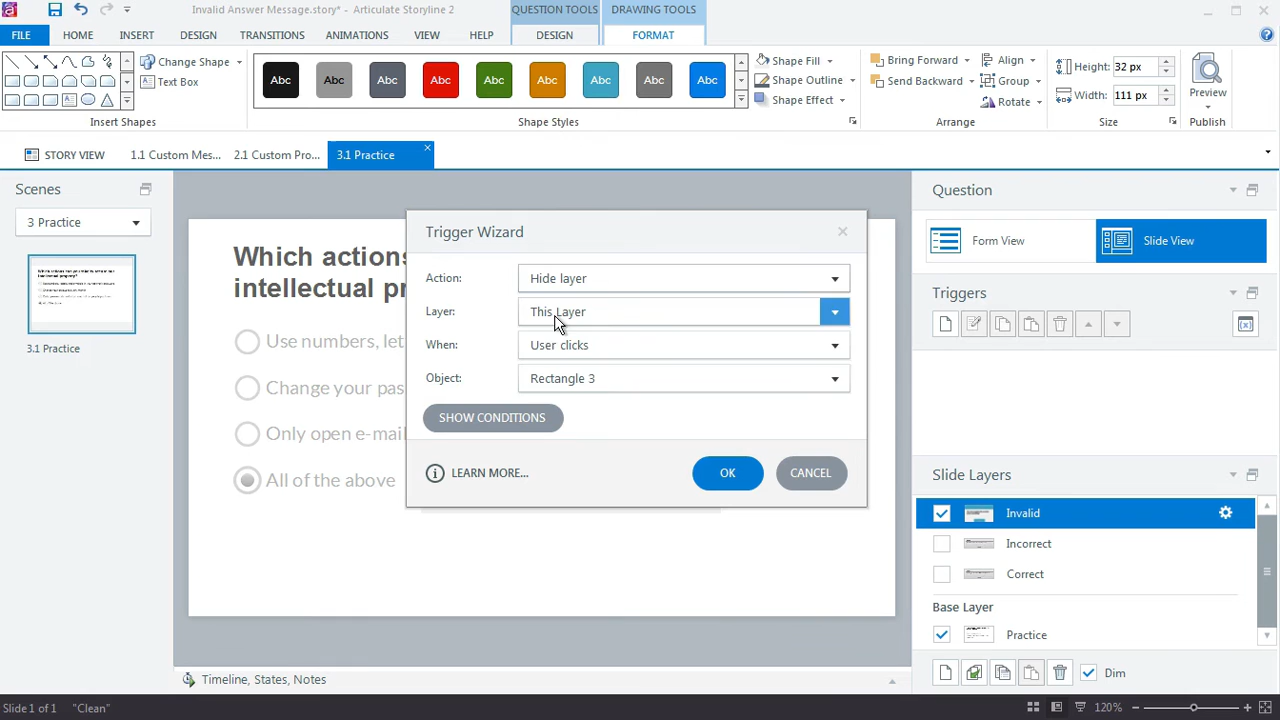 Invalid Answer Message.story* - Articulate Storyline 2
QUESTION TOOLS
DRAWING TOOLS
FILE
HOME
INSERT
DESIGN
TRANSITIONS
ANIMATIONS
VIEW
HELP
DESIGN
FORMAT
Change Shape
Text Box
Insert Shapes
Abc
Abc
Abc
Abc
Abc
Abc
Abc
Abc
Abc
Shape Styles
Shape Fill
Shape Outline
Shape Effect
Bring Forward
Send Backward
Align
Group
Rotate
Arrange
Height: 32 px
Width: 111 px
Size
Preview
Publish
STORY VIEW
1.1 Custom Mes...
2.1 Custom Pro...
3.1 Practice
Scenes
3 Practice
3.1 Practice
Which actions
intellectual pr
Use numbers, let
Change your pas
Only open e-mail
All of the above
Trigger Wizard
Action: Hide layer
Layer: This Layer
When: User clicks
Object: Rectangle 3
SHOW CONDITIONS
LEARN MORE...
OK
CANCEL
Question
Form View
Slide View
Triggers
Slide Layers
Invalid
Incorrect
Correct
Base Layer
Practice
Dim
Timeline, States, Notes
Slide 1 of 1
"Clean"
120%